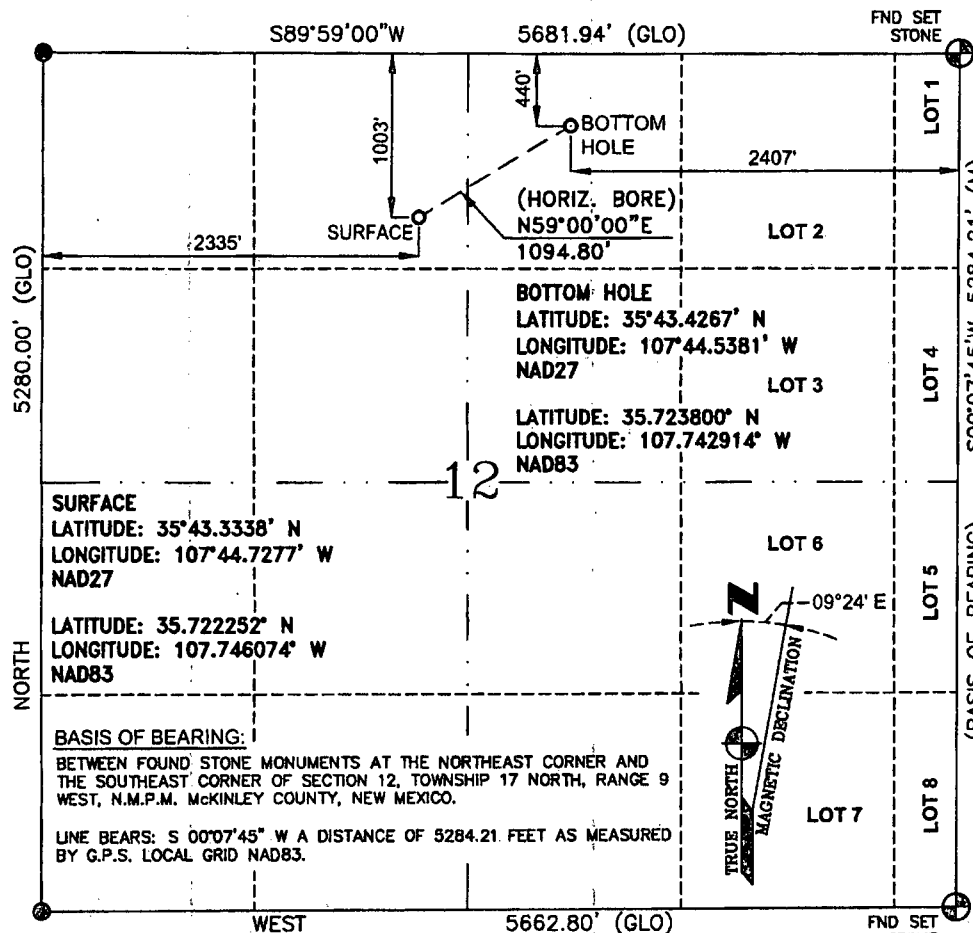 S89°59'00"W 5681.94' (GLO)
FND SET
STONE
1003'
440'
BOTTOM
HOLE
LOT 1
2407'
(HORIZ. BORE)
N59°00'00"E
1094.80'
SURFACE
2335'
LOT 2
5280.00' (GLO)
BOTTOM HOLE
LATITUDE: 35°43.4267' N
LONGITUDE: 107°44.5381' W
NAD27
LOT 3
LOT 4
LATITUDE: 35.723800° N
LONGITUDE: 107.742914° W
NAD83
12
SURFACE
LATITUDE: 35°43.3338' N
LONGITUDE: 107°44.7277' W
NAD27
LOT 6
LOT 5
09°24' E
LATITUDE: 35.722252° N
LONGITUDE: 107.746074° W
NAD83
NORTH
N
TRUE NORTH
MAGNETIC DECLINATION
BASIS OF BEARING:
BETWEEN FOUND STONE MONUMENTS AT THE NORTHEAST CORNER AND
THE SOUTHEAST CORNER OF SECTION 12, TOWNSHIP 17 NORTH, RANGE 9
WEST, N.M.P.M. McKINLEY COUNTY, NEW MEXICO.
LOT 7
LOT 8
LINE BEARS: S 00°07'45" W A DISTANCE OF 5284.21 FEET AS MEASURED
BY G.P.S. LOCAL GRID NAD83.
WEST 5662.80' (GLO)
FND SET